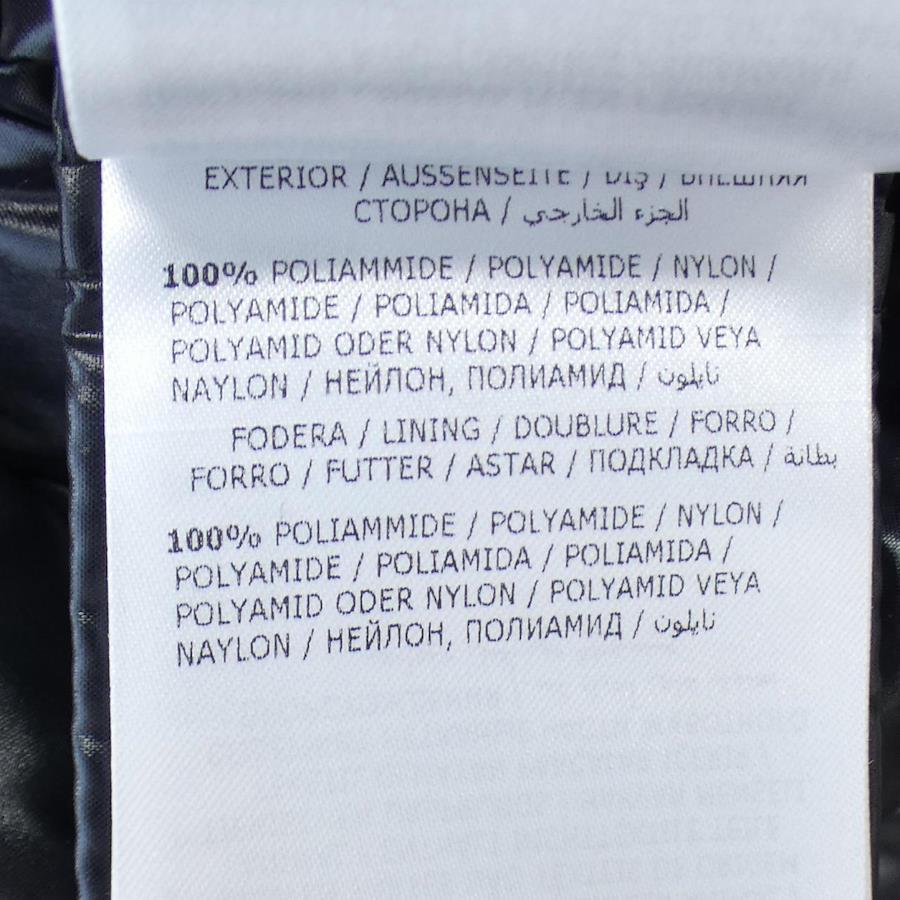 EXTERIOR / AUSSENSEITE / DIŞ / ВНЕШНЯЯ
СТОРОНА / الجزء الخارجي
100% POLIAMMIDE / POLYAMIDE / NYLON /
POLYAMIDE / POLIAMIDA / POLIAMIDA /
POLYAMID ODER NYLON / POLYAMID VEYA
NAYLON / НЕЙЛОН, ПОЛИАМИД / نايلون
FODERA / LINING / DOUBLURE / FORRO /
FORRO / FUTTER / ASTAR / ПОДКЛАДКА / بطانة
100% POLIAMMIDE / POLYAMIDE / NYLON /
POLYAMIDE / POLIAMIDA / POLIAMIDA /
POLYAMID ODER NYLON / POLYAMID VEYA
NAYLON / НЕЙЛОН, ПОЛИАМИД / نايلون